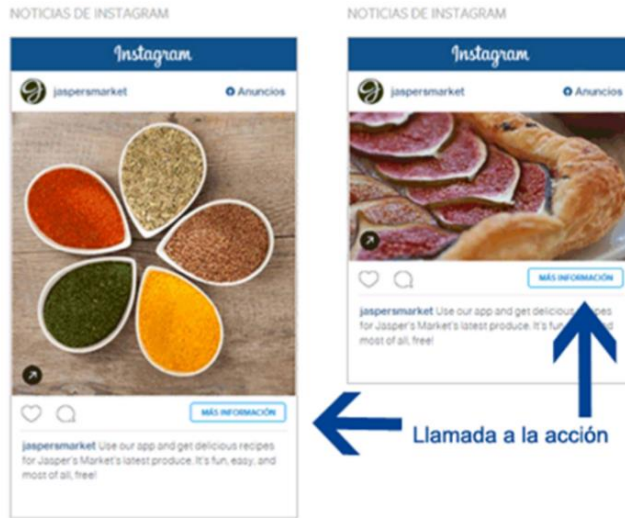 NOTICIAS DE INSTAGRAM
Instagram
jaspersmarket
Anuncios
MÁS INFORMACIÓN
jaspersmarket Use our app and get delicious recipes
for Jasper's Market's latest produce. It's fun, easy, and
most of all, free!
NOTICIAS DE INSTAGRAM
Instagram
jaspersmarket
Anuncios
MÁS INFORMACIÓN
jaspersmarket Use our app and get delicious recipes
for Jasper's Market's latest produce. It's fun
most of all, free!
Llamada a la acción